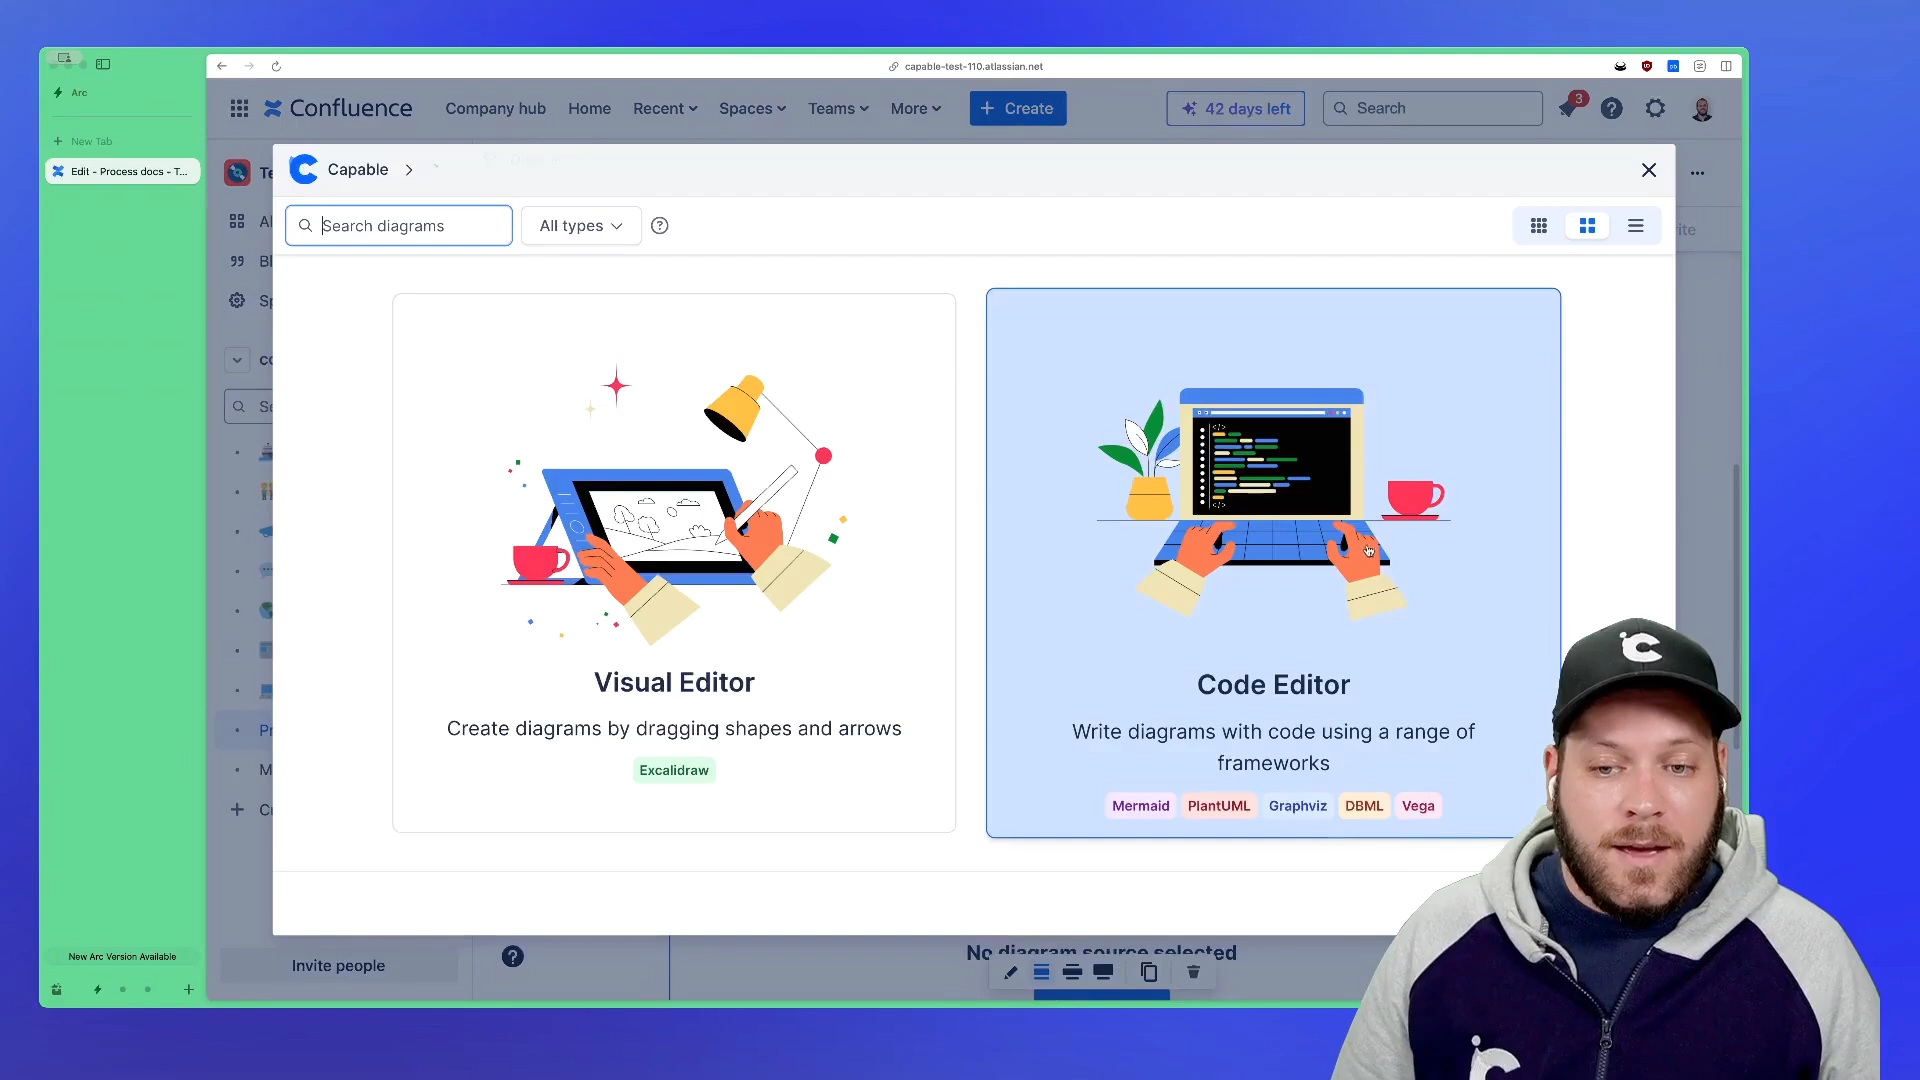 Arc
New Tab
Edit - Process docs - T...
New Arc Version Available
capable-test-110.atlassian.net
Confluence
Company hub
Home
Recent
Spaces
Teams
More
+ Create
42 days left
Search
3
Te
Capable >
Search diagrams
All types
Visual Editor
Create diagrams by dragging shapes and arrows
Excalidraw
Code Editor
Write diagrams with code using a range of
frameworks
Mermaid
PlantUML
Graphviz
DBML
Vega
Invite people
No diagram source selected